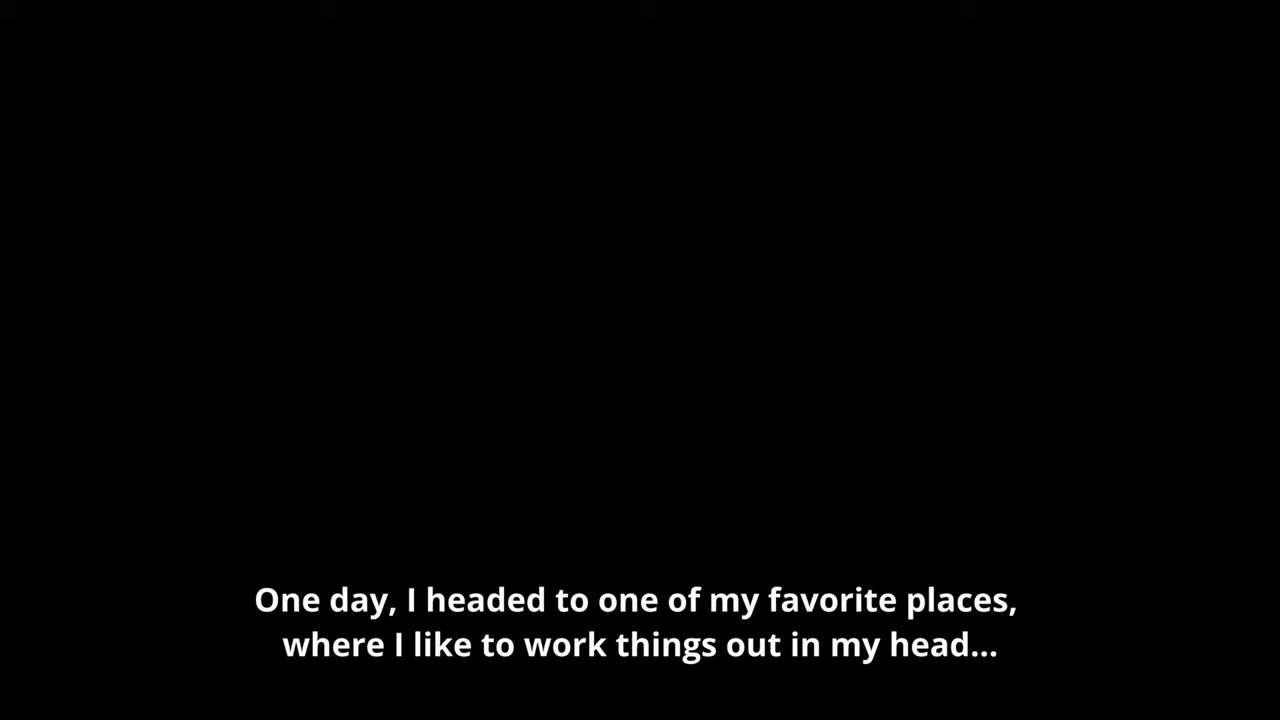 One day, I headed to one of my favorite places,
where I like to work things out in my head...